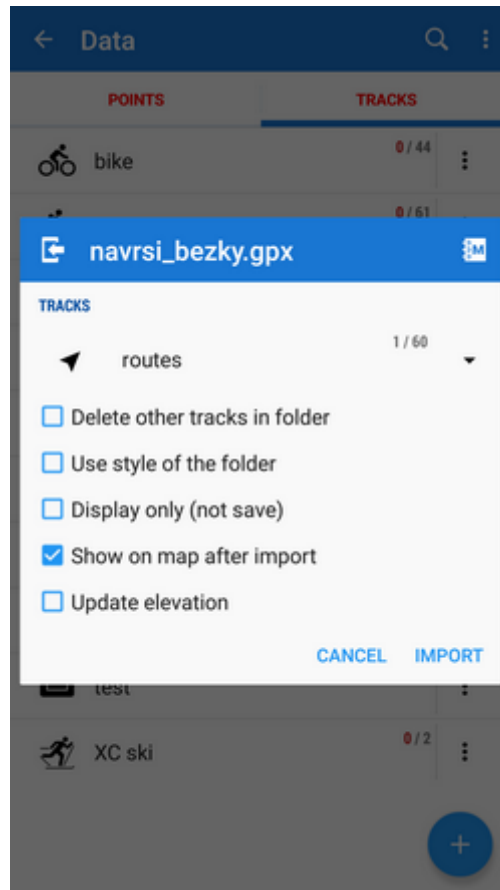 Data
POINTS TRACKS
bike 0 / 44
0 / 61
navrsi_bezky.gpx
TRACKS
routes 1 / 60
Delete other tracks in folder
Use style of the folder
Display only (not save)
Show on map after import
Update elevation
CANCEL IMPORT
test
XC ski 0 / 2